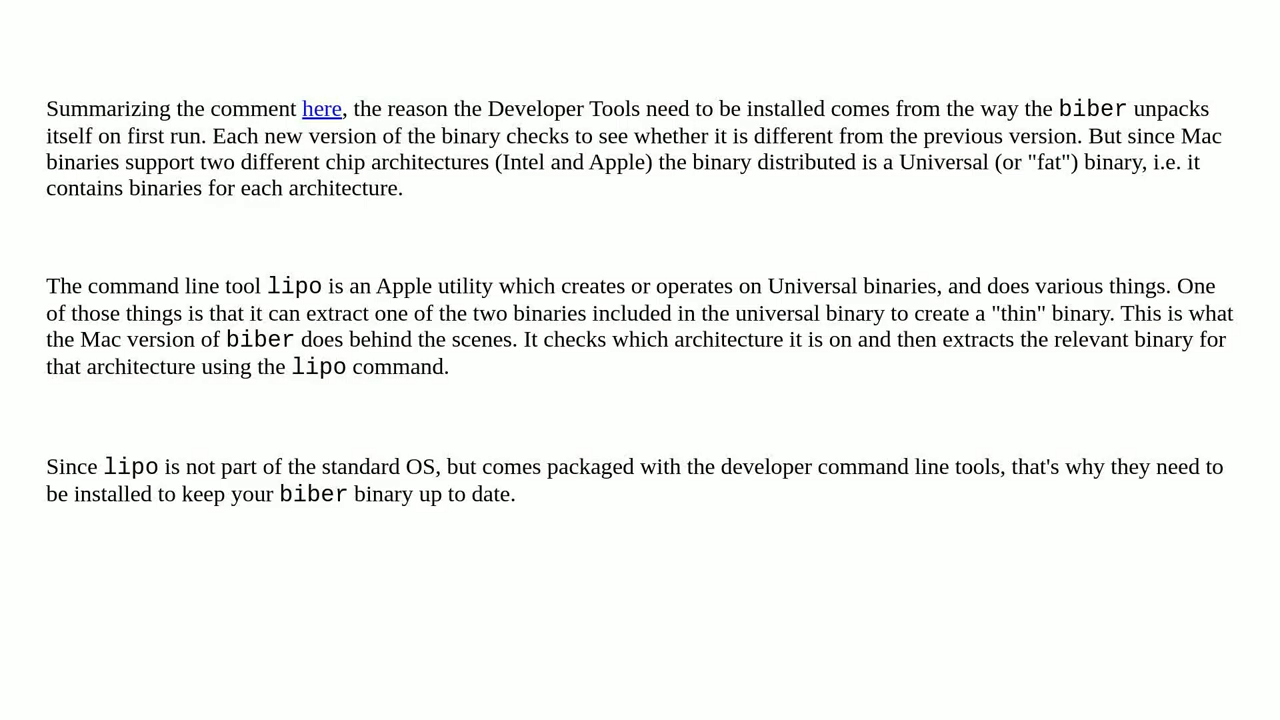 Summarizing the comment here, the reason the Developer Tools need to be installed comes from the way the biber unpacks
itself on first run. Each new version of the binary checks to see whether it is different from the previous version. But since Mac
binaries support two different chip architectures (Intel and Apple) the binary distributed is a Universal (or "fat") binary, i.e. it
contains binaries for each architecture.
The command line tool lipo is an Apple utility which creates or operates on Universal binaries, and does various things. One
of those things is that it can extract one of the two binaries included in the universal binary to create a "thin" binary. This is what
the Mac version of biber does behind the scenes. It checks which architecture it is on and then extracts the relevant binary for
that architecture using the lipo command.
Since lipo is not part of the standard OS, but comes packaged with the developer command line tools, that's why they need to
be installed to keep your biber binary up to date.